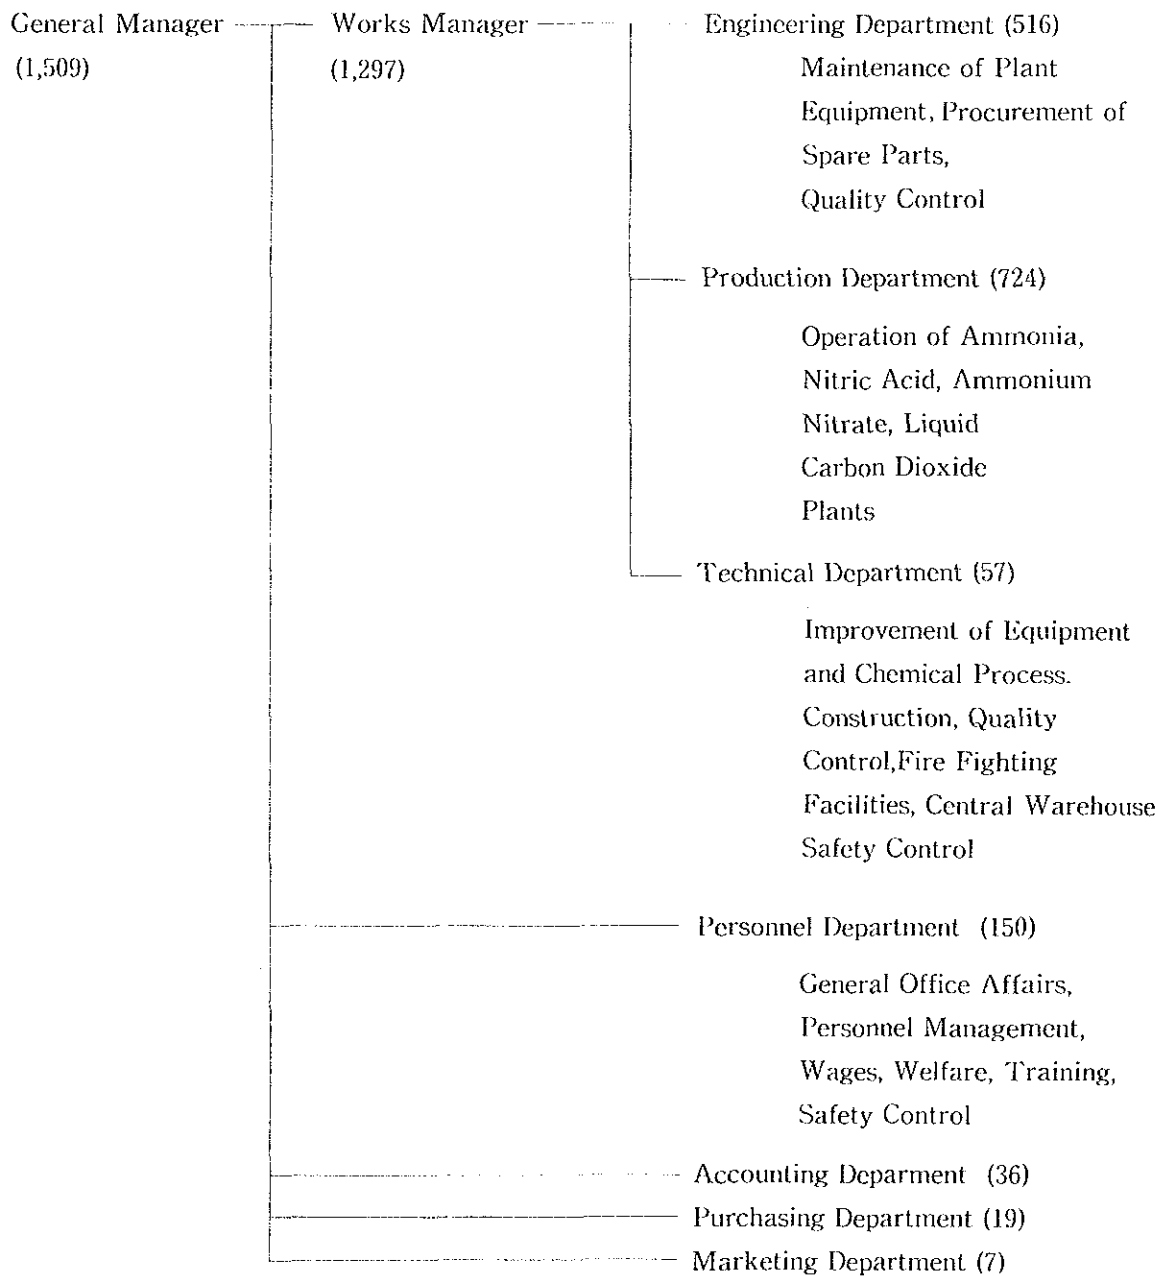 General Manager Works Manager Engineering Department (516)
(1,509) (1,297) Maintenance of Plant
Equipment, Procurement of
Spare Parts,
Quality Control
Production Department (724)
Operation of Ammonia,
Nitric Acid, Ammonium
Nitrate, Liquid
Carbon Dioxide
Plants
Technical Department (57)
Improvement of Equipment
and Chemical Process.
Construction, Quality
Control,Fire Fighting
Facilities, Central Warehouse
Safety Control
Personnel Department (150)
General Office Affairs,
Personnel Management,
Wages, Welfare, Training,
Safety Control
Accounting Deparment (36)
Purchasing Department (19)
Marketing Department (7)